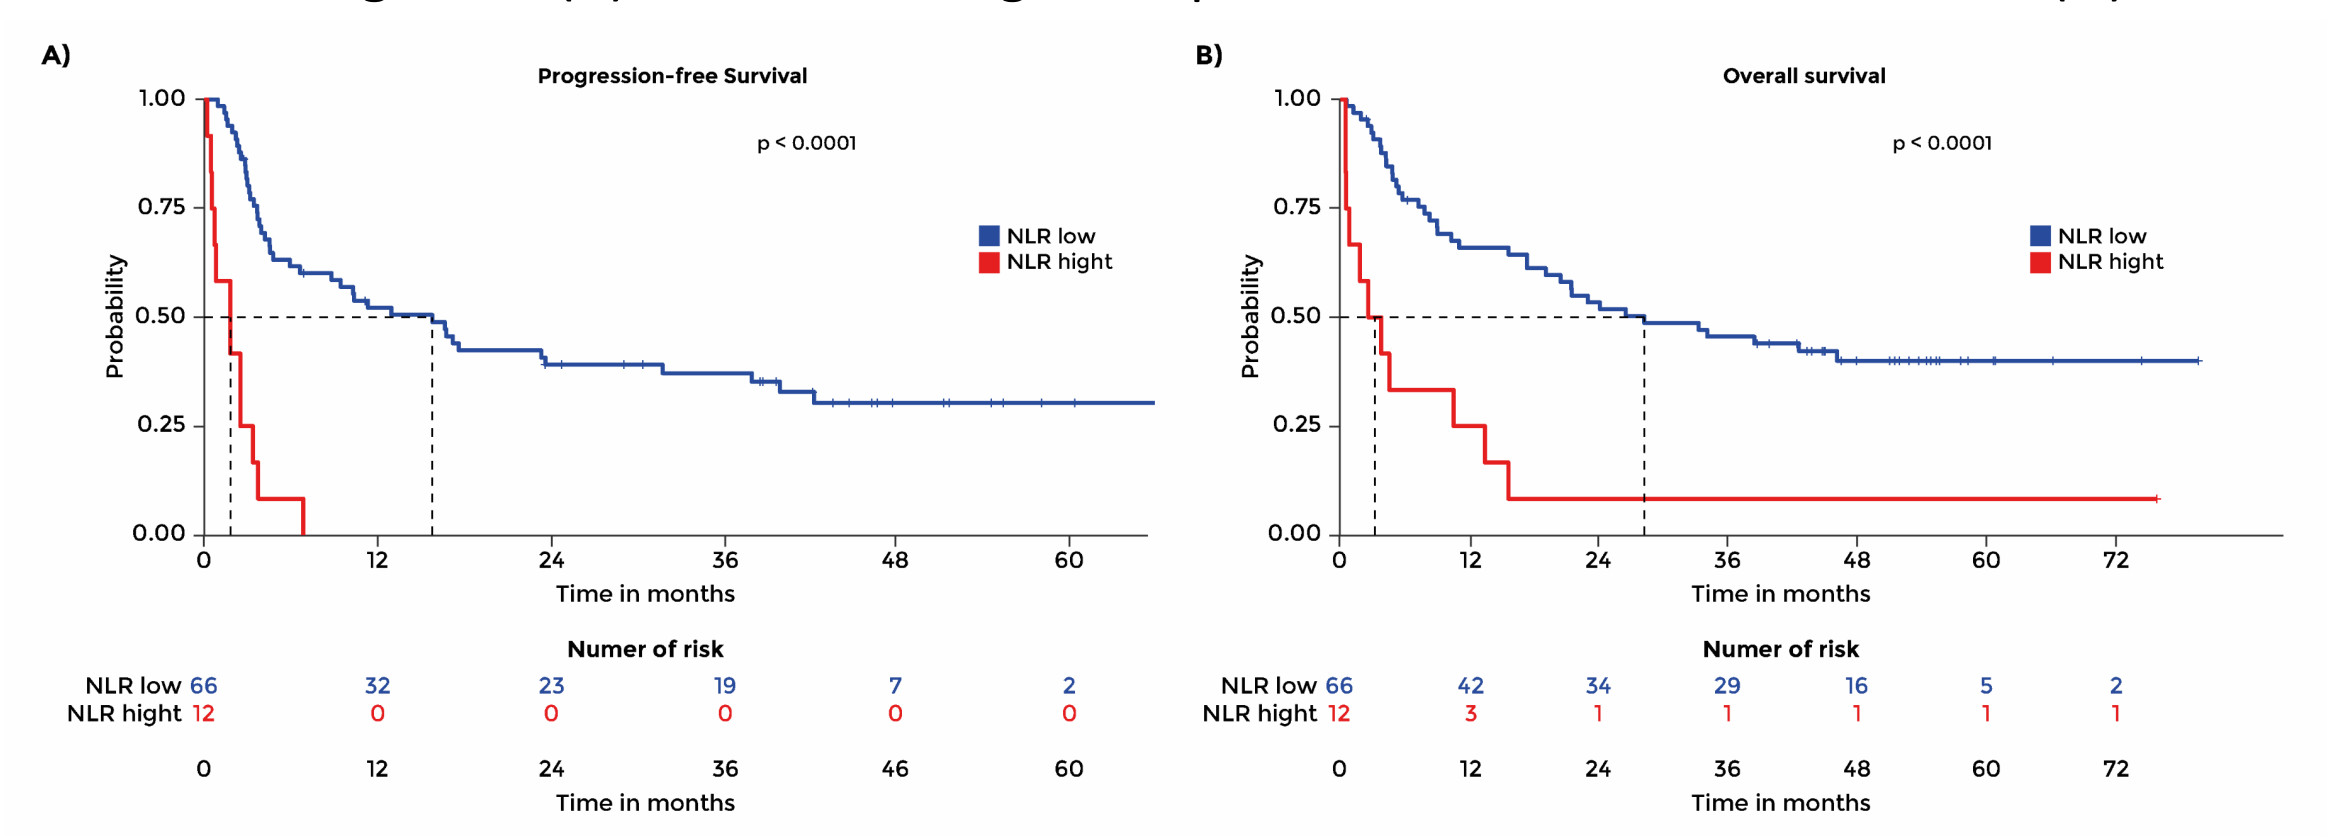 A)
Progression-free Survival
p < 0.0001
NLR low
NLR hight
Probability
1.00
0.75
0.50
0.25
0.00
0 12 24 36 48 60
Time in months
Numer of risk
NLR low 66 32 23 19 7 2
NLR hight 12 0 0 0 0 0
0 12 24 36 46 60
Time in months
B)
Overall survival
p < 0.0001
NLR low
NLR hight
Probability
1.00
0.75
0.50
0.25
0.00
0 12 24 36 48 60 72
Time in months
Numer of risk
NLR low 66 42 34 29 16 5 2
NLR hight 12 3 1 1 1 1 1
0 12 24 36 48 60 72
Time in months